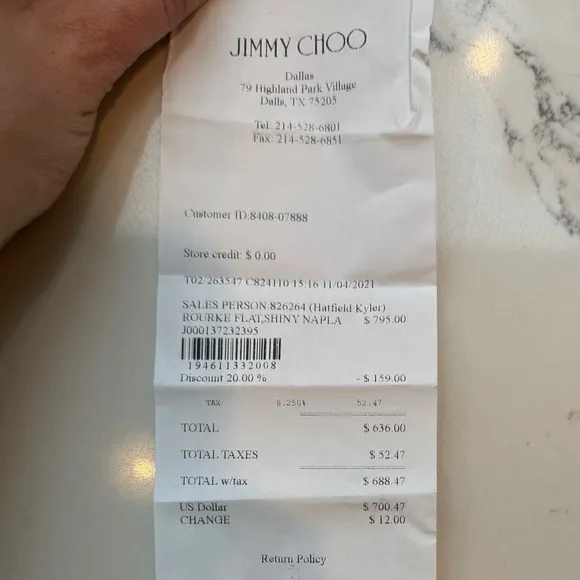 JIMMY CHOO
Dallas
79 Highland Park Village
Dalls, TX 75205
Tel: 214-528-6801
Fax: 214-528-6851
Customer ID:8408-07888
Store credit: $ 0.00
T02/263547 C824110 15:16 11/04/2021
SALES PERSON:826264 (Hatfield Kyler)
ROURKE FLAT,SHINY NAPLA $ 795.00
J000137232395
194611332008
Discount 20.00 % - $ 159.00
TAX 8.250% 52.47
TOTAL $ 636.00
TOTAL TAXES $ 52.47
TOTAL w/tax $ 688.47
US Dollar $ 700.47
CHANGE $ 12.00
Return Policy